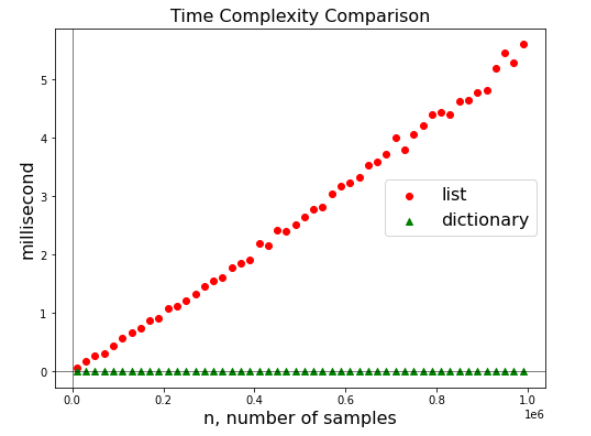 Time Complexity Comparison
millisecond
5
4
3
2
1
0
list
dictionary
0.0 0.2 0.4 0.6 0.8 1.0
1e6
n, number of samples